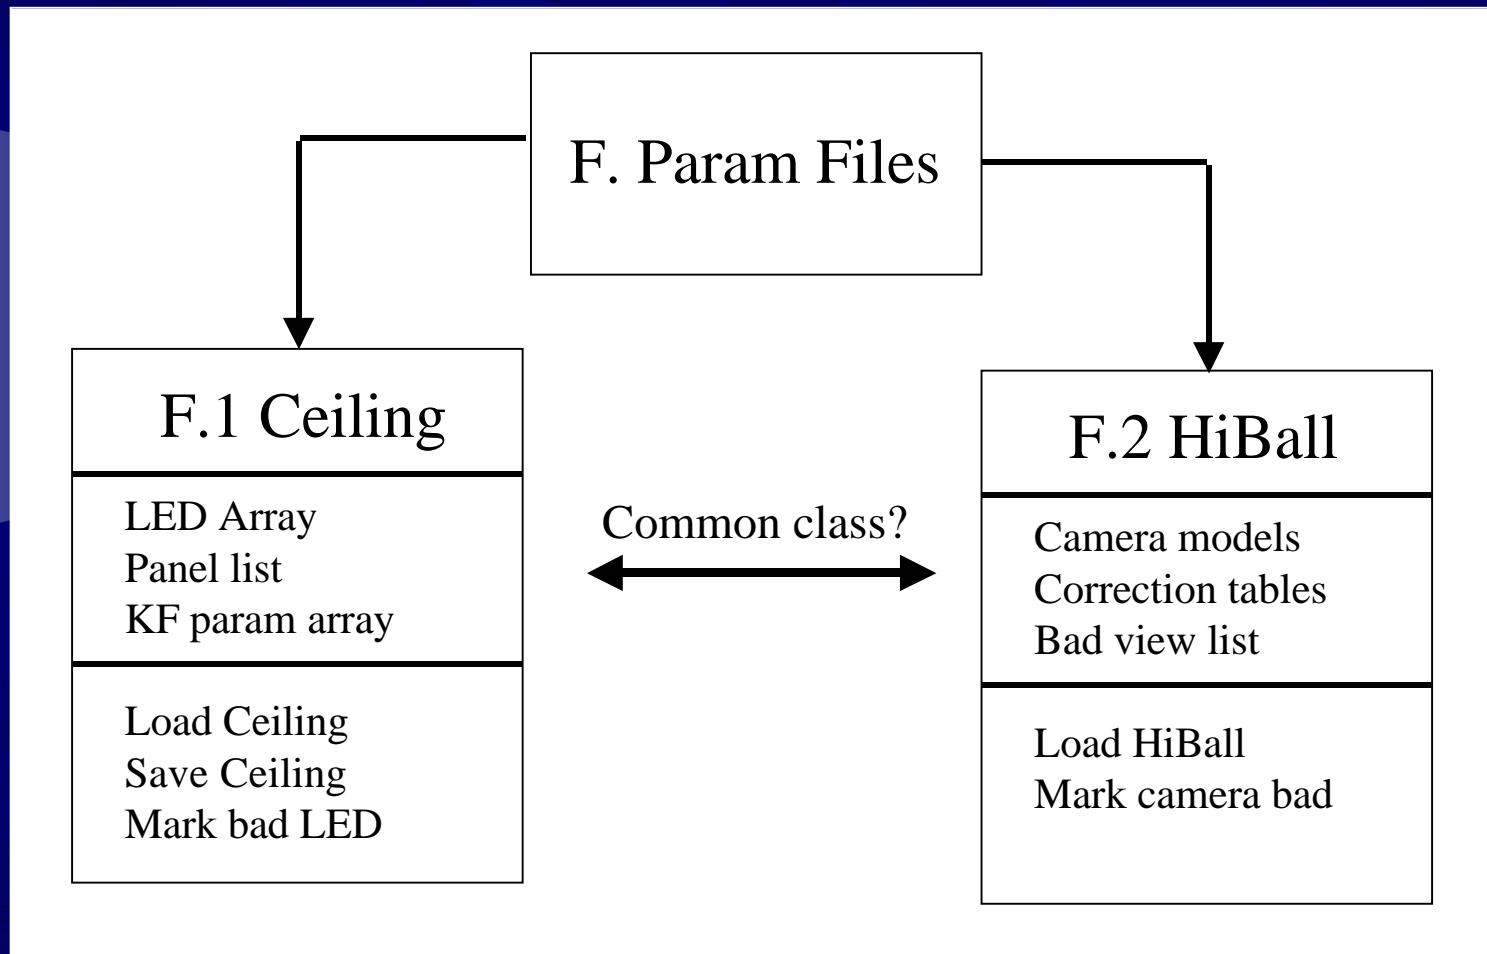 F. Param Files
F.1 Ceiling
LED Array
Panel list
KF param array
Load Ceiling
Save Ceiling
Mark bad LED
Common class?
F.2 HiBall
Camera models
Correction tables
Bad view list
Load HiBall
Mark camera bad